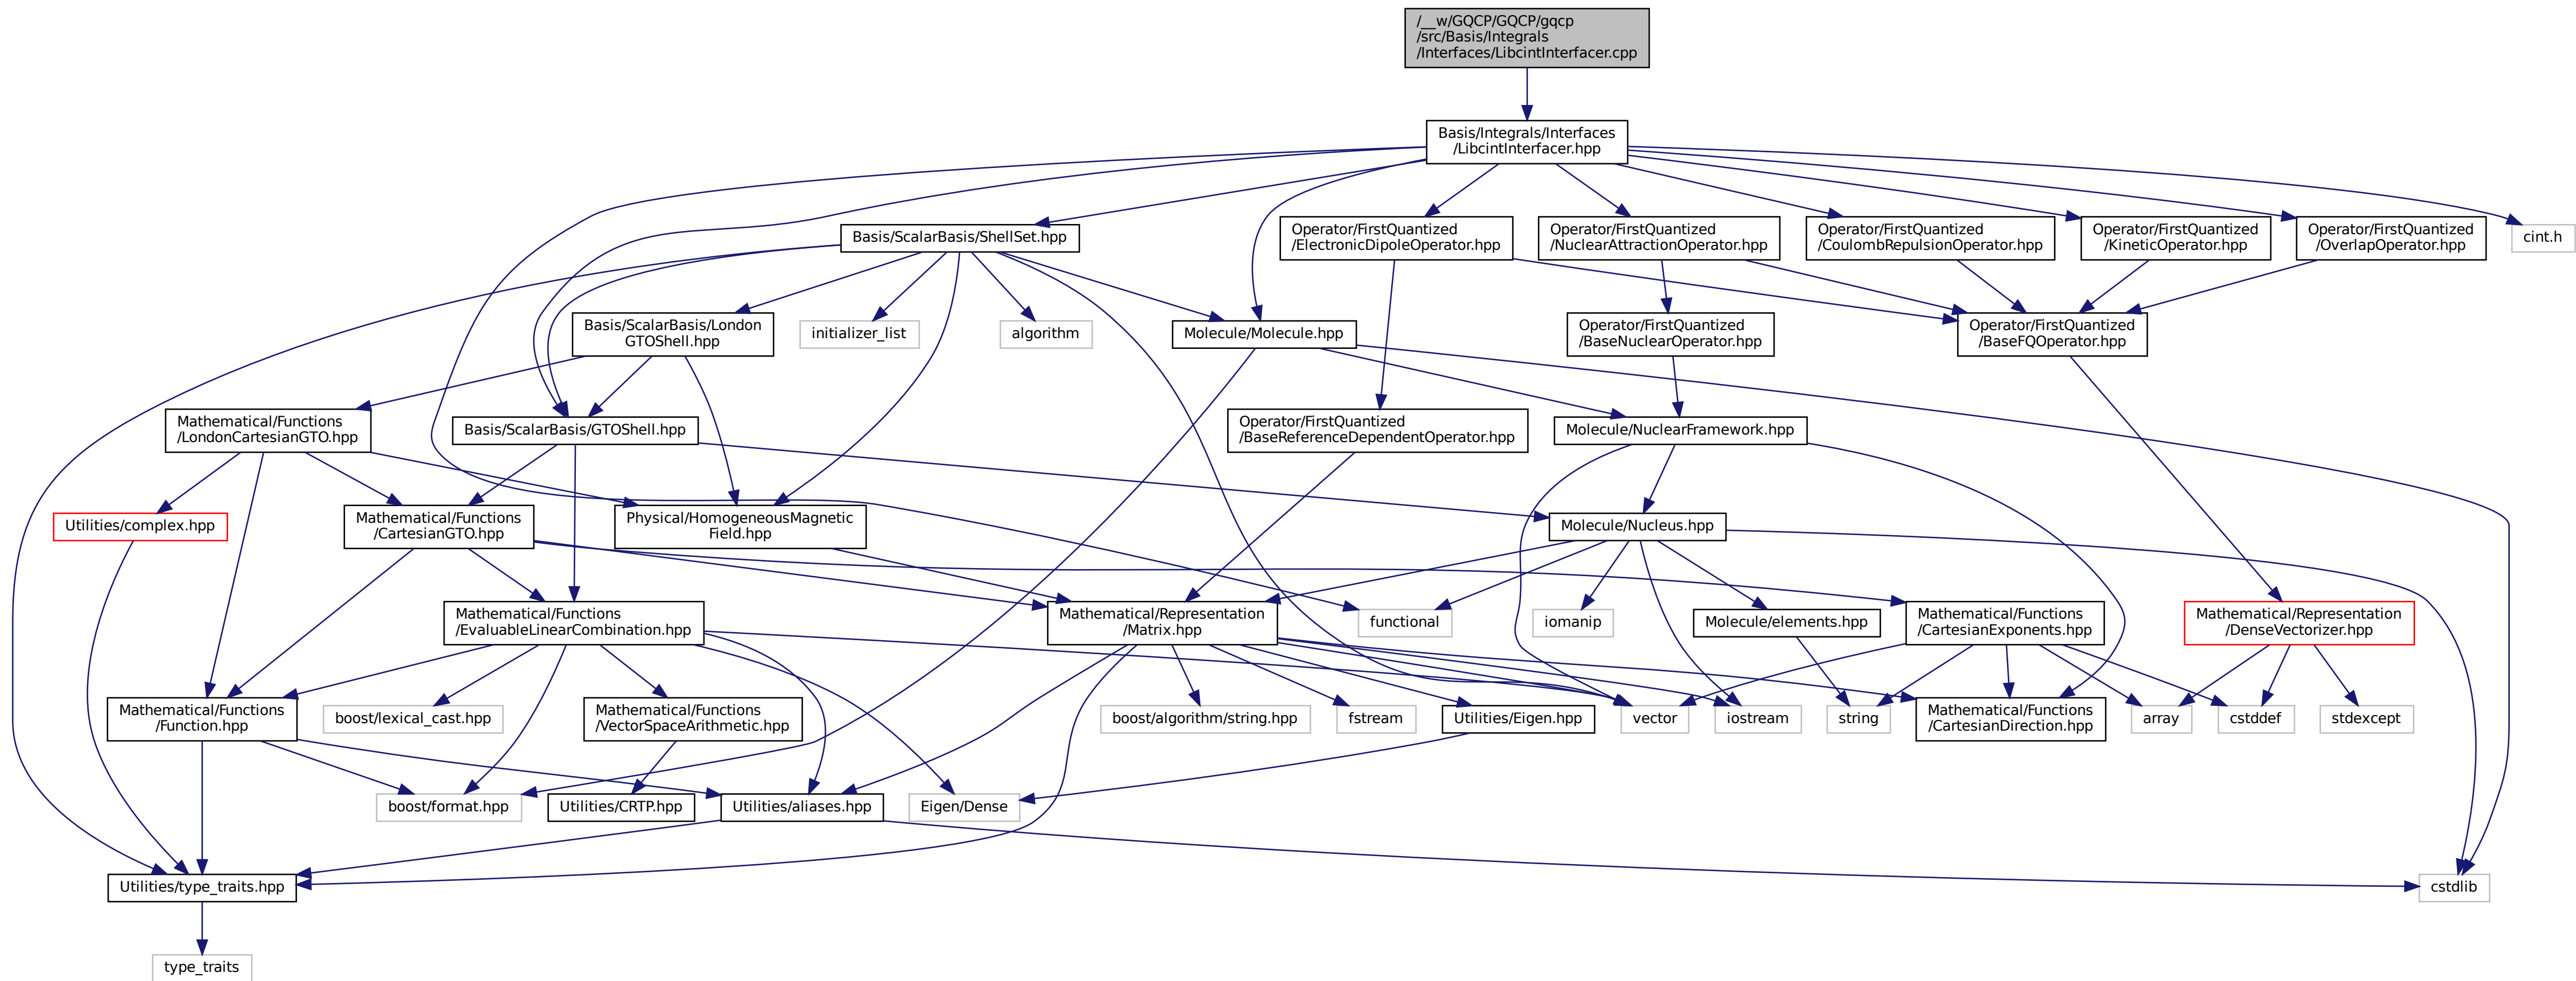 /__w/GQCP/GQCP/gqcp
/src/Basis/Integrals
/Interfaces/LibcintInterfacer.cpp
Basis/Integrals/Interfaces
/LibcintInterfacer.hpp
Basis/ScalarBasis/ShellSet.hpp
Operator/FirstQuantized
/ElectronicDipoleOperator.hpp
Operator/FirstQuantized
/NuclearAttractionOperator.hpp
Operator/FirstQuantized
/CoulombRepulsionOperator.hpp
Operator/FirstQuantized
/KineticOperator.hpp
Operator/FirstQuantized
/OverlapOperator.hpp
cint.h
Basis/ScalarBasis/London
GTOShell.hpp
initializer_list
algorithm
Molecule/Molecule.hpp
Operator/FirstQuantized
/BaseNuclearOperator.hpp
Operator/FirstQuantized
/BaseFQOperator.hpp
Mathematical/Functions
/LondonCartesianGTO.hpp
Basis/ScalarBasis/GTOShell.hpp
Operator/FirstQuantized
/BaseReferenceDependentOperator.hpp
Molecule/NuclearFramework.hpp
Utilities/complex.hpp
Mathematical/Functions
/CartesianGTO.hpp
Physical/HomogeneousMagnetic
Field.hpp
Molecule/Nucleus.hpp
Mathematical/Functions
/EvaluableLinearCombination.hpp
Mathematical/Representation
/Matrix.hpp
functional
iomanip
Molecule/elements.hpp
Mathematical/Functions
/CartesianExponents.hpp
Mathematical/Representation
/DenseVectorizer.hpp
Mathematical/Functions
/Function.hpp
boost/lexical_cast.hpp
Mathematical/Functions
/VectorSpaceArithmetic.hpp
boost/algorithm/string.hpp
fstream
Utilities/Eigen.hpp
vector
iostream
string
Mathematical/Functions
/CartesianDirection.hpp
array
cstddef
stdexcept
boost/format.hpp
Utilities/CRTP.hpp
Utilities/aliases.hpp
Eigen/Dense
Utilities/type_traits.hpp
cstdlib
type_traits